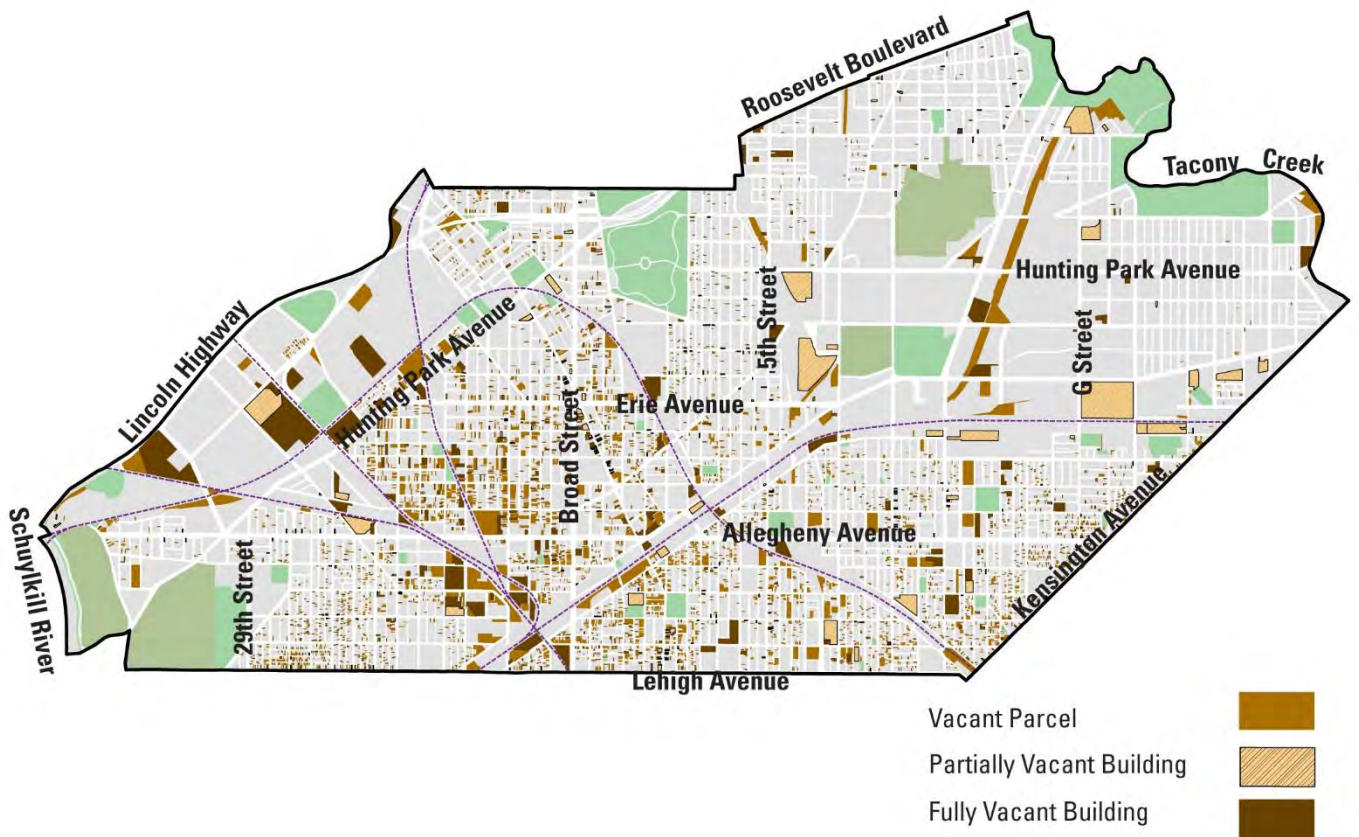 Roosevelt Boulevard
Tacony Creek
Hunting Park Avenue
5th Street
G Street
Lincoln Highway
Hunting Park Avenue
Broad Street
Erie Avenue
Schuylkill River
29th Street
Allegheny Avenue
Kensington Avenue
Lehigh Avenue
Vacant Parcel
Partially Vacant Building
Fully Vacant Building